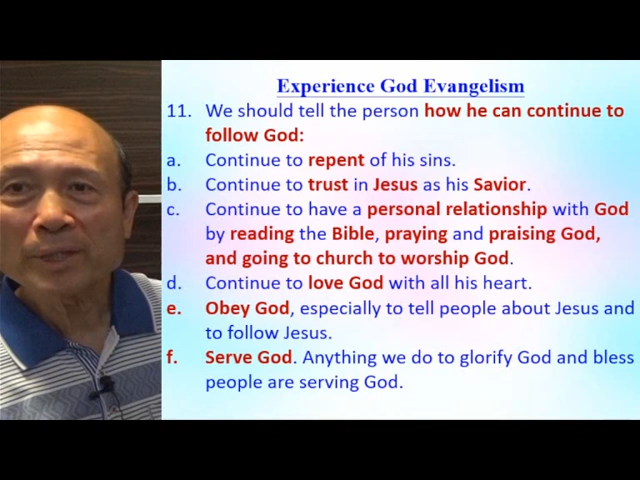 Experience God Evangelism
11. We should tell the person how he can continue to
follow God:
a. Continue to repent of his sins.
b. Continue to trust in Jesus as his Savior.
c. Continue to have a personal relationship with God
by reading the Bible, praying and praising God,
and going to church to worship God.
d. Continue to love God with all his heart.
e. Obey God, especially to tell people about Jesus and
to follow Jesus.
f. Serve God. Anything we do to glorify God and bless
people are serving God.